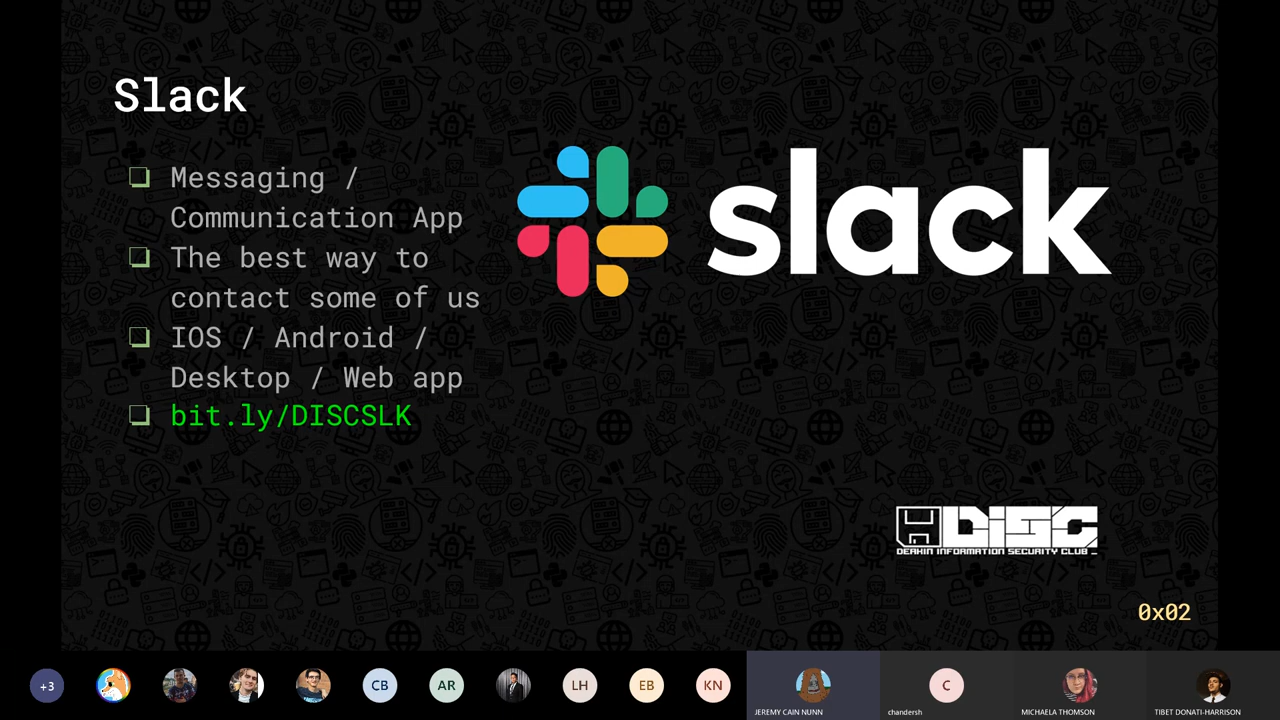 Slack
Messaging /
Communication App
The best way to
contact some of us
IOS / Android /
Desktop / Web app
bit.ly/DISCSLK
slack
DISC
DEAKIN INFORMATION SECURITY CLUB _
0x02
+3
CB
AR
LH
EB
KN
JEREMY CAIN NUNN
C
chandersh
MICHAELA THOMSON
TIBET DONATI-HARRISON